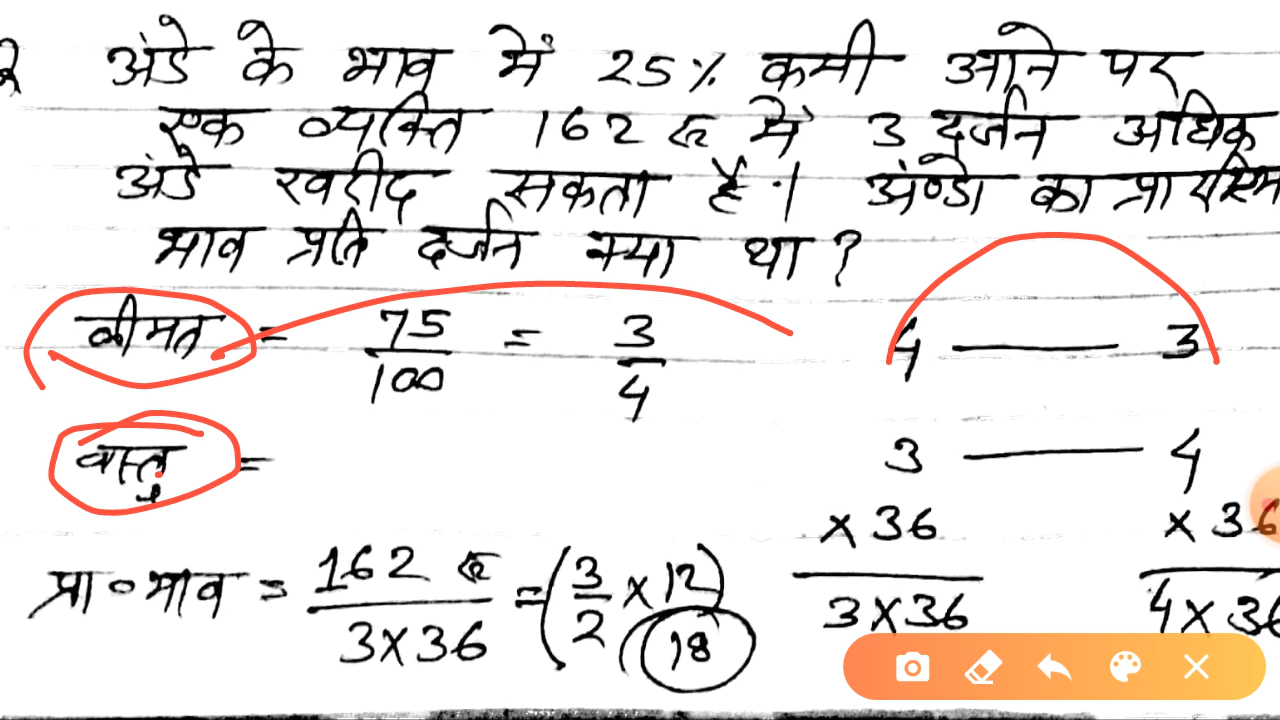 2 अंडे के भाव में 25% कमी आने पर
एक व्यक्ति 162 रु में 3 दर्जन अधिक
अंडे खरीद सकता है । अण्डो का प्रारम्भि
भाव प्रति दर्जन क्या था ?
कीमत = 75/100 = 3/4 4 — 3
वस्तु = 3 — 4
× 36 × 36
प्रा॰ भाव = 162 रु / 3×36 = (3/2 × 12) 3×36 4×36
18